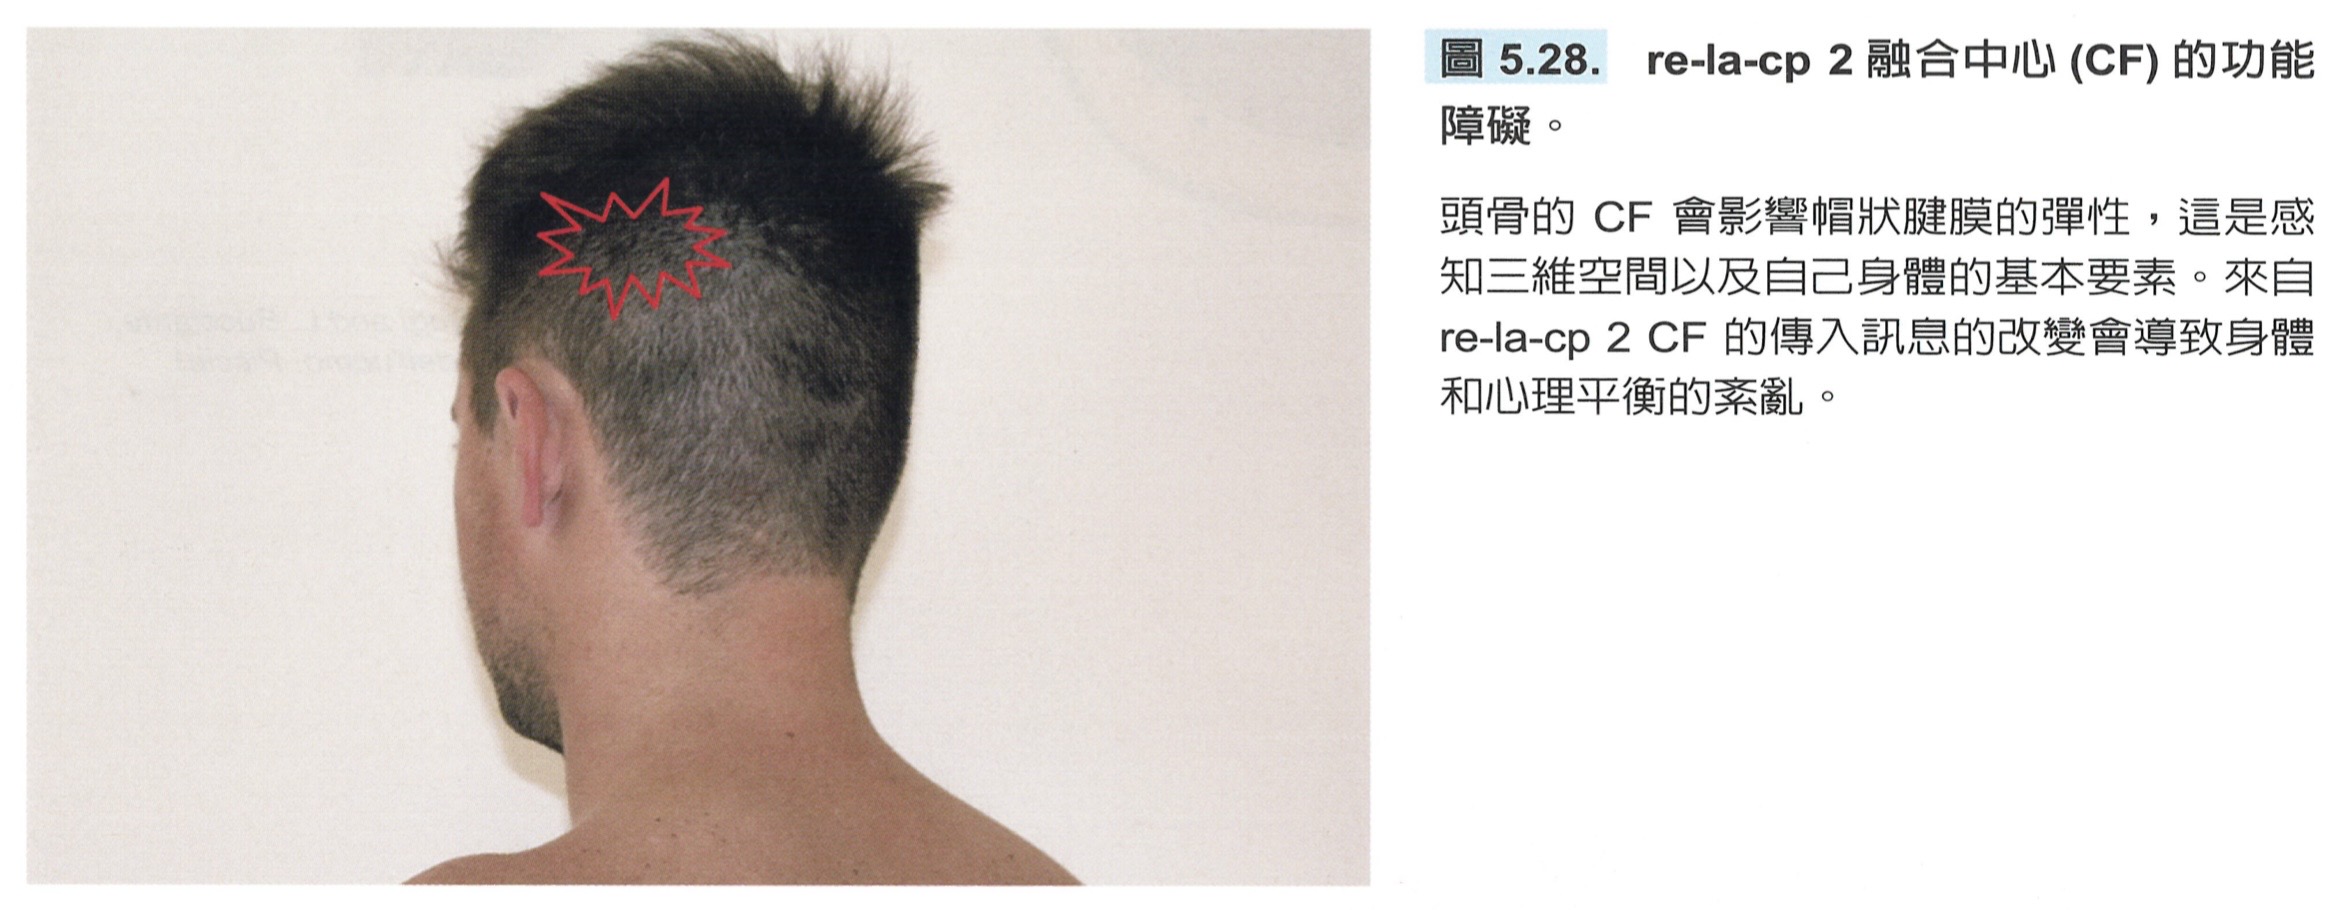 圖 5.28. re-la-cp 2 融合中心 (CF) 的功能
障礙。
頭骨的 CF 會影響帽狀腱膜的彈性，這是感
知三維空間以及自己身體的基本要素。來自
re-la-cp 2 CF 的傳入訊息的改變會導致身體
和心理平衡的紊亂。